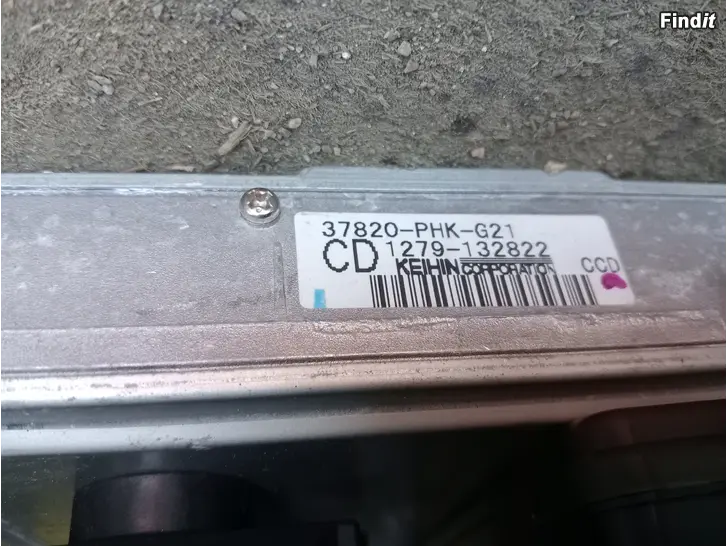 Findit
37820-PHK-G21
CD 1279-132822
KEIHIN CORPORATION CCD